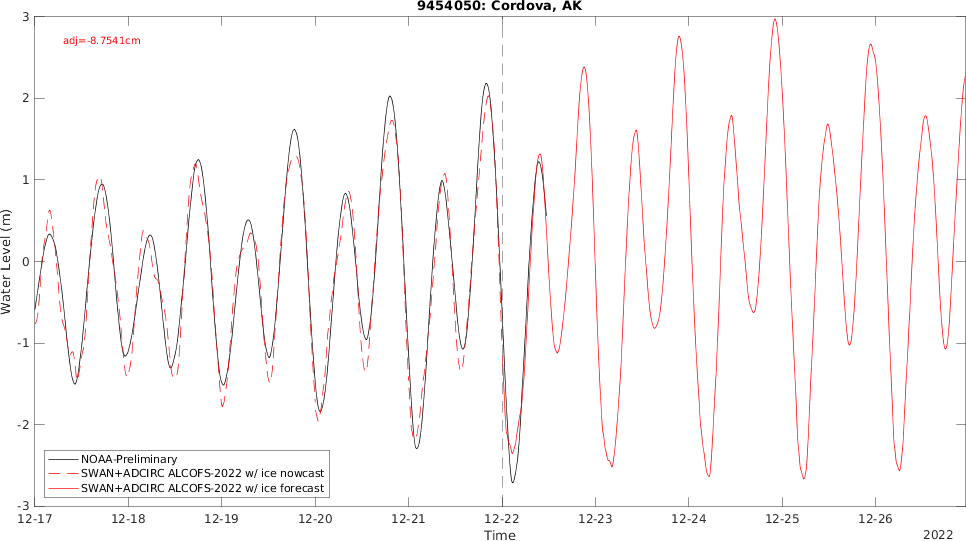 9454050: Cordova, AK
adj=-8.7541cm
3
2
1
0
-1
-2
-3
Water Level (m)
NOAA-Preliminary
SWAN+ADCIRC ALCOFS-2022 w/ ice nowcast
SWAN+ADCIRC ALCOFS-2022 w/ ice forecast
12-17 12-18 12-19 12-20 12-21 12-22 12-23 12-24 12-25 12-26
Time
2022